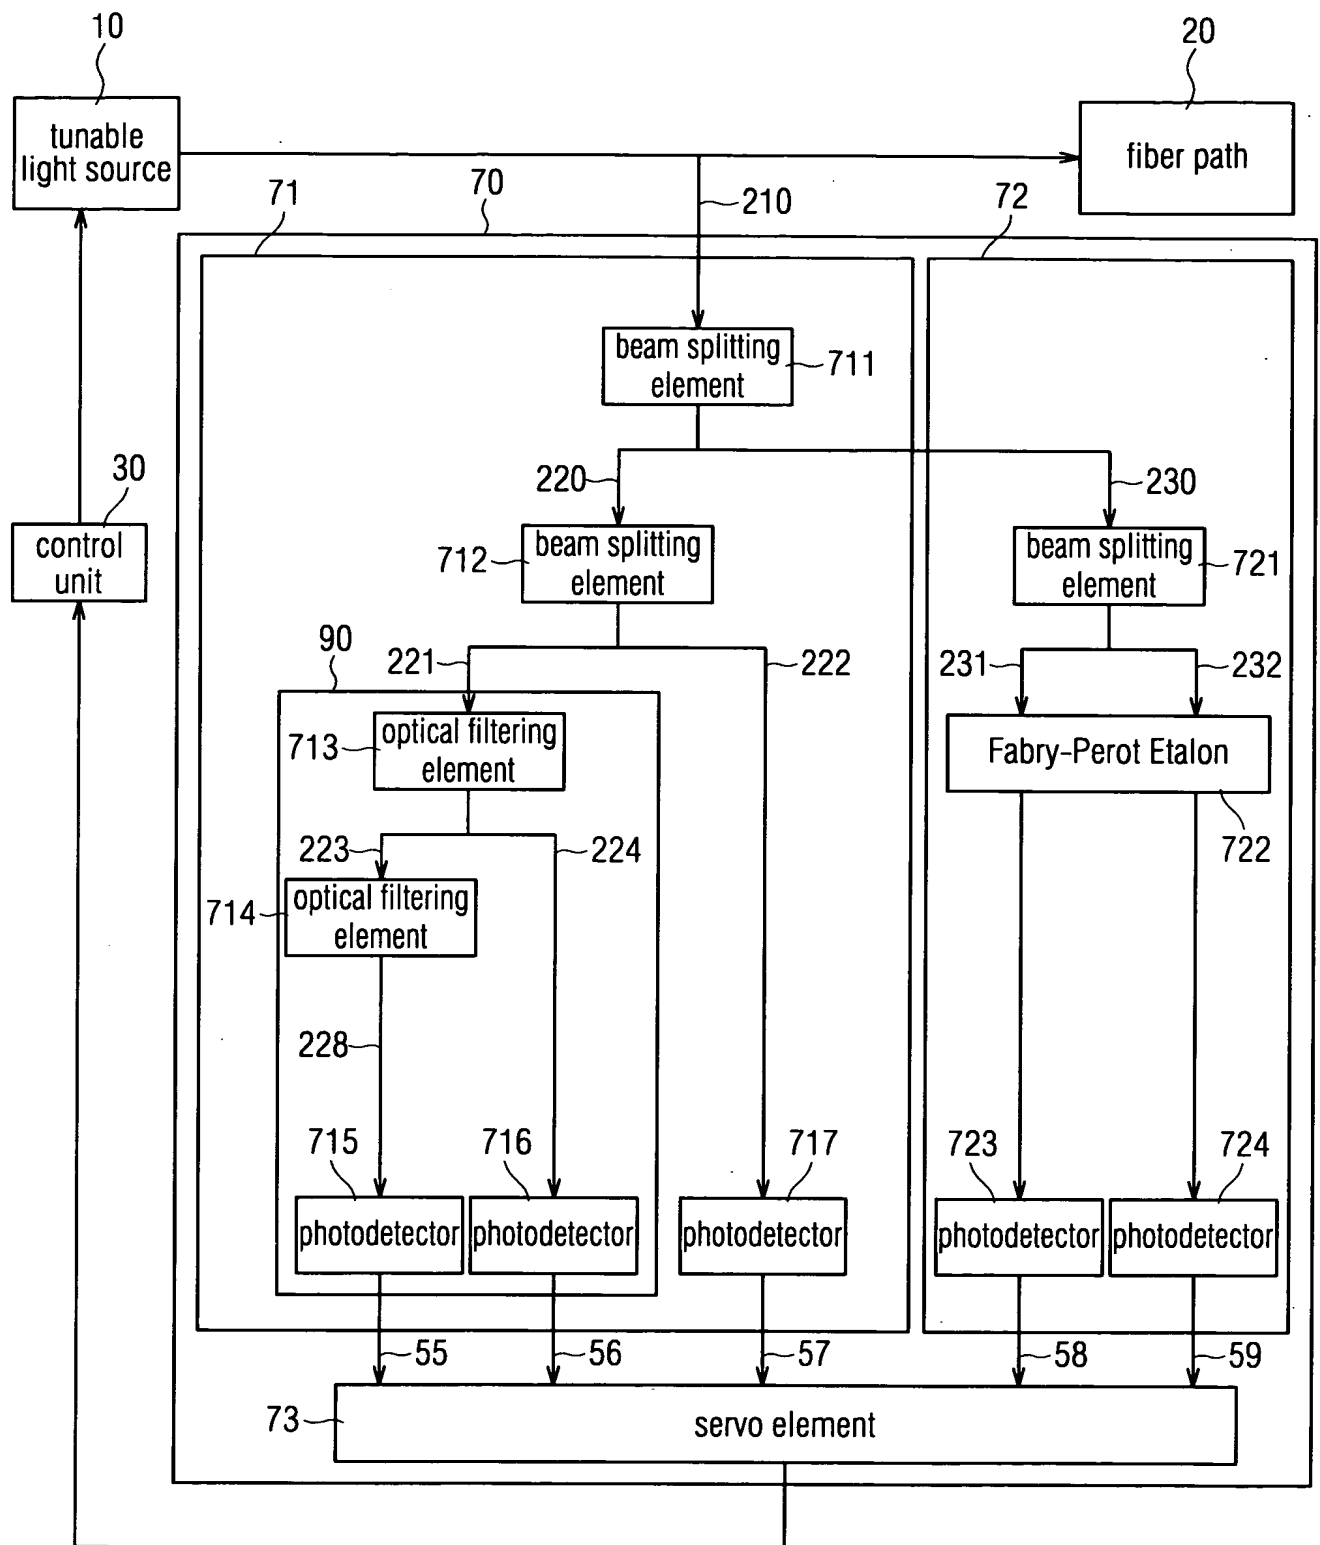 10
20
tunable
light source
fiber path
71
70
210
72
beam splitting
element
711
30
220
230
control
unit
712
beam splitting
element
beam splitting
element
721
90
221
222
231
232
713
optical filtering
element
Fabry-Perot Etalon
223
224
722
714
optical filtering
element
228
715
716
717
723
724
photodetector
photodetector
photodetector
photodetector
photodetector
55
56
57
58
59
73
servo element